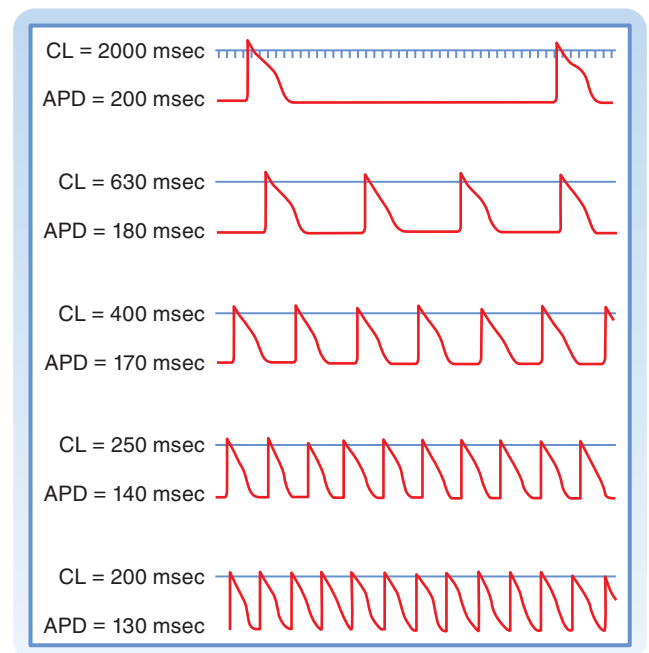 CL = 2000 msec
APD = 200 msec
CL = 630 msec
APD = 180 msec
CL = 400 msec
APD = 170 msec
CL = 250 msec
APD = 140 msec
CL = 200 msec
APD = 130 msec